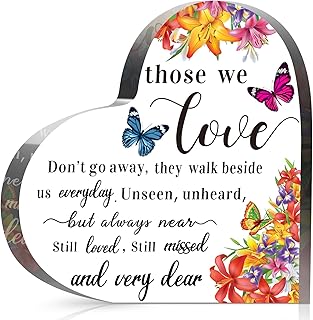 those we
love
Don't go away, they walk beside
us everyday. Unseen, unheard,
but always near
Still loved, Still missed
and very dear